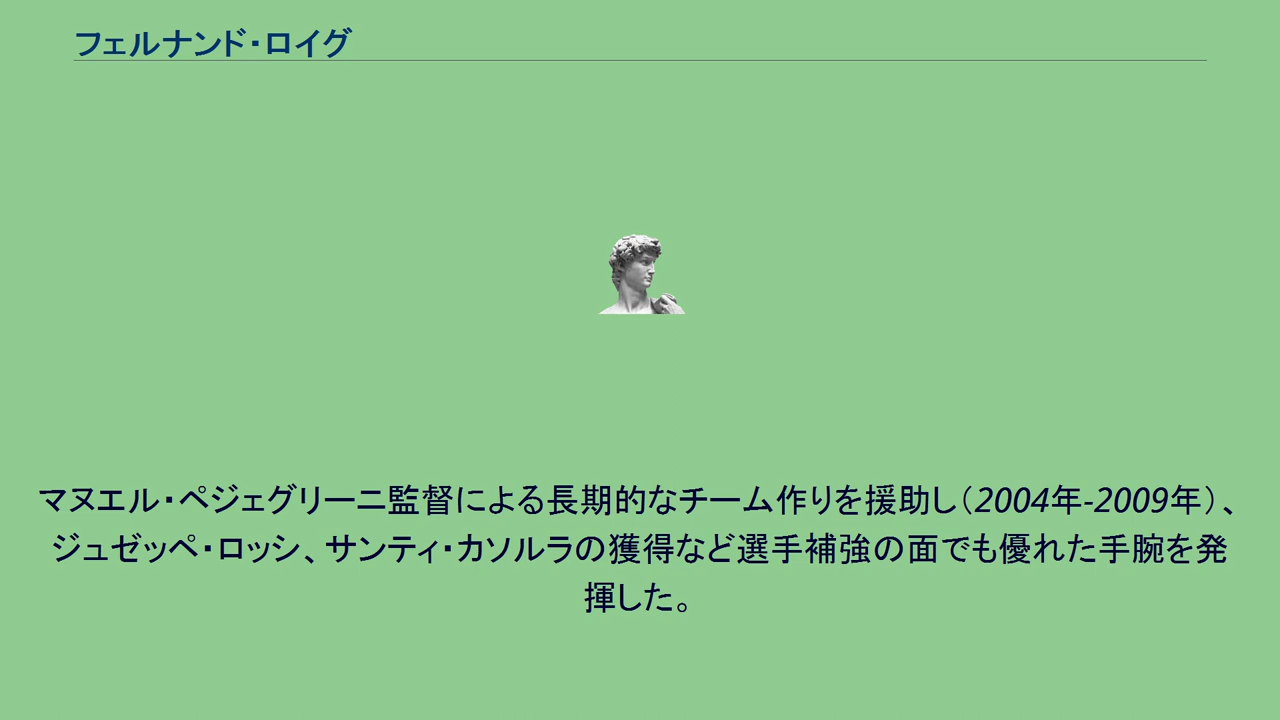 フェルナンド・ロイグ
マヌエル・ペジェグリーニ監督による長期的なチーム作りを援助し（2004年-2009年）、
ジュゼッペ・ロッシ、サンティ・カソルラの獲得など選手補強の面でも優れた手腕を発
揮した。